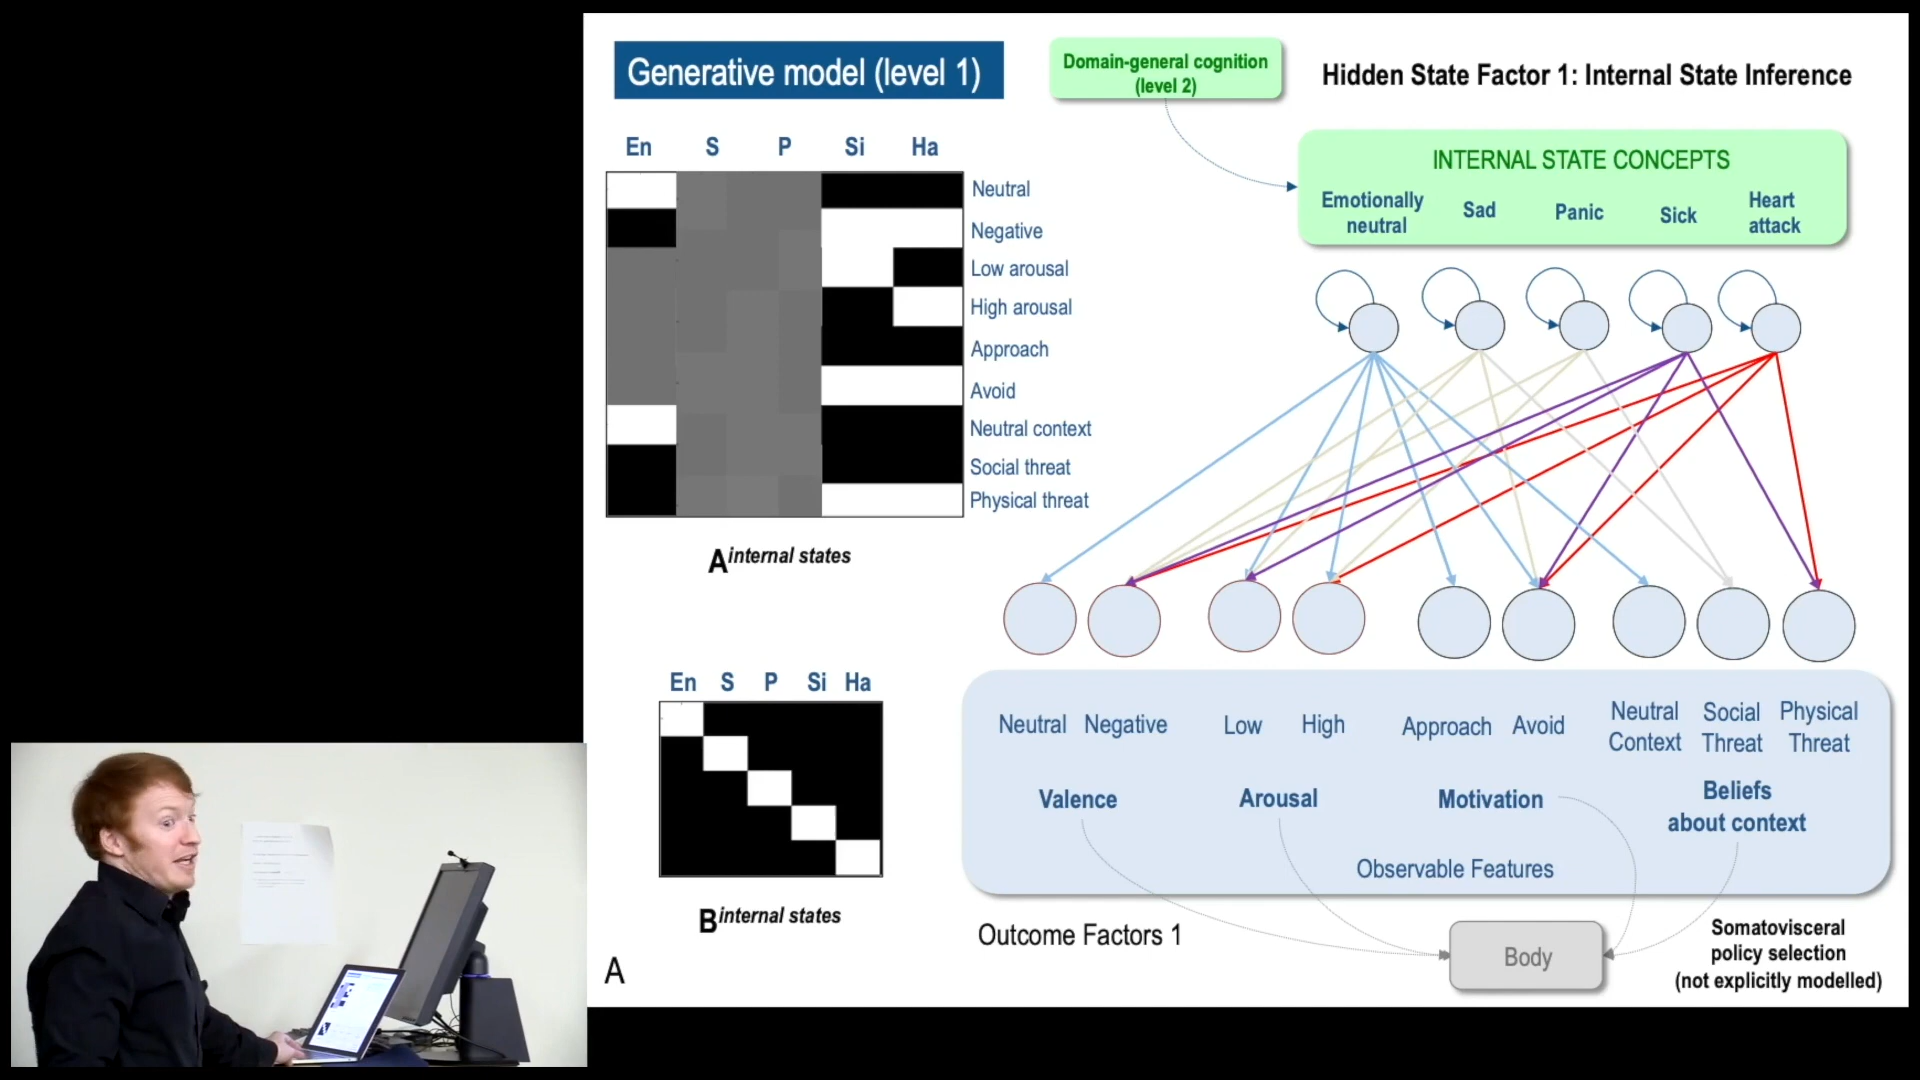 Generative model (level 1)
Domain-general cognition
(level 2)
Hidden State Factor 1: Internal State Inference
En S P Si Ha
Neutral
Negative
Low arousal
High arousal
Approach
Avoid
Neutral context
Social threat
Physical threat
A internal states
INTERNAL STATE CONCEPTS
Emotionally
neutral
Sad
Panic
Sick
Heart
attack
En S P Si Ha
B internal states
Neutral Negative
Low High
Approach Avoid
Neutral
Context
Social
Threat
Physical
Threat
Valence
Arousal
Motivation
Beliefs
about context
Observable Features
Outcome Factors 1
Body
Somatovisceral
policy selection
(not explicitly modelled)
A